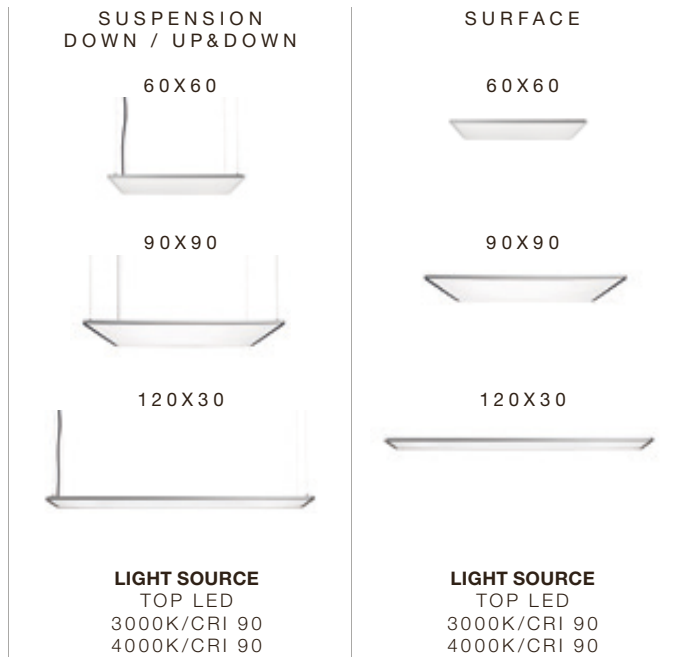 SUSPENSION
DOWN / UP&DOWN
60X60
90X90
120X30
LIGHT SOURCE
TOP LED
3000K/CRI 90
4000K/CRI 90
SURFACE
60X60
90X90
120X30
LIGHT SOURCE
TOP LED
3000K/CRI 90
4000K/CRI 90